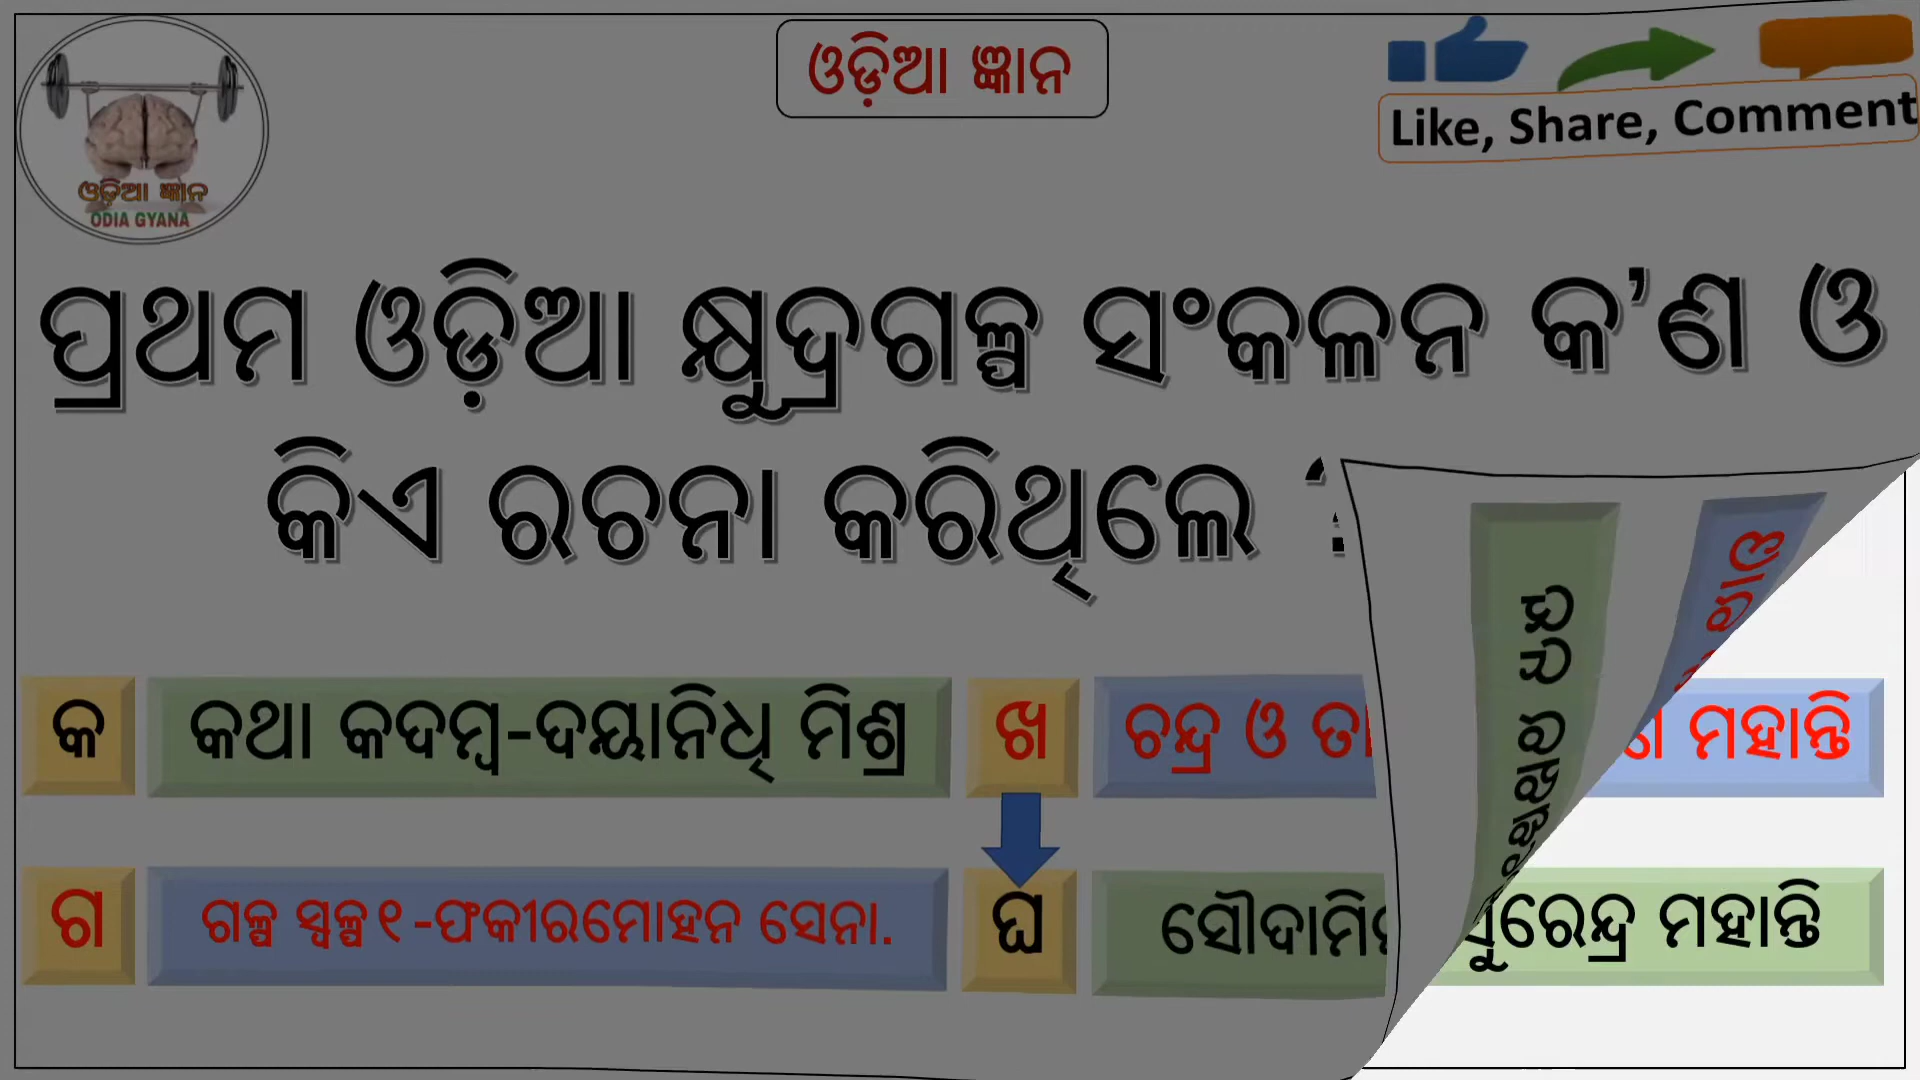 ଓଡ଼ିଆ ଜ୍ଞାନ
Like, Share, Comment
ଓଡ଼ିଆ ଜ୍ଞାନ
ODIA GYANA
ପ୍ରଥମ ଓଡ଼ିଆ କ୍ଷୁଦ୍ରଗଳ୍ପ ସଂକଳନ କ’ଣ ଓ
କିଏ ରଚନା କରିଥିଲେ ?
କ କଥା କଦମ୍ବ-ଦୟାନିଧି ମିଶ୍ର
ଖ ଚନ୍ଦ୍ର ଓ ମହାନ୍ତି
ଗ ଗଳ୍ପ ସ୍ୱଳ୍ପ ୧ -ଫକୀରମୋହନ ସେନା.
ଘ ସୁରେନ୍ଦ୍ର ମହାନ୍ତି